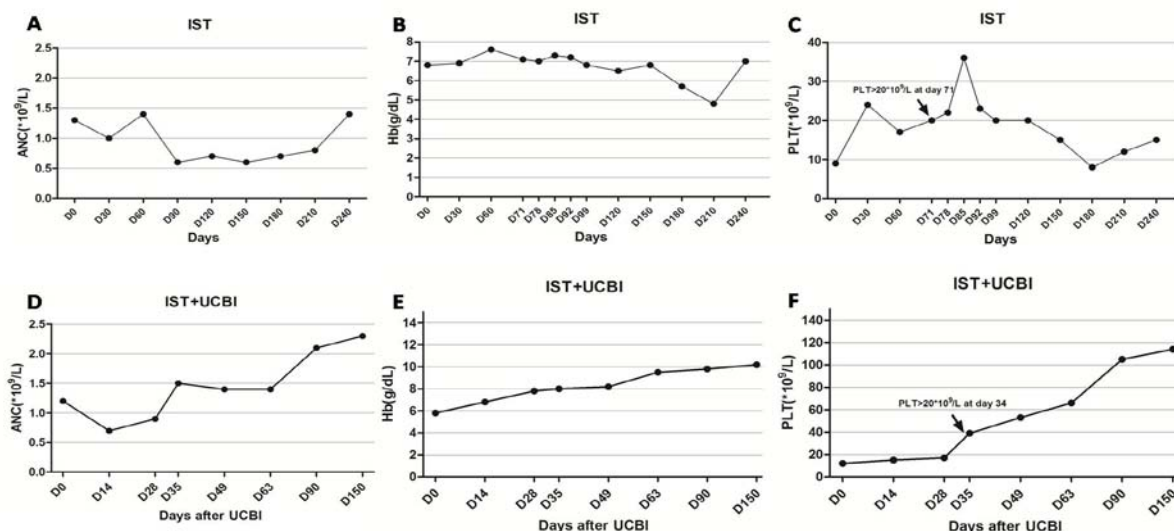 A
IST
ANC(*10⁹/L)
2.5
2.0
1.5
1.0
0.5
0.0
D0 D30 D60 D90 D120 D150 D180 D210 D240
Days
B
IST
Hb(g/dL)
9
8
7
6
5
4
3
2
1
0
D0 D30 D60 D71 D78 D85 D92 D99 D120 D150 D180 D210 D240
Days
C
IST
PLT(*10⁹/L)
40
30
20
10
0
PLT>20*10⁹/L at day 71
D0 D30 D60 D71 D78 D85 D92 D99 D120 D150 D180 D210 D240
Days
D
IST+UCBI
ANC(*10⁹/L)
2.5
2.0
1.5
1.0
0.5
0.0
D0 D14 D28 D35 D49 D63 D90 D150
Days after UCBI
E
IST+UCBI
Hb(g/dL)
14
12
10
8
6
4
2
0
D0 D14 D28 D35 D49 D63 D90 D150
Days after UCBI
F
IST+UCBI
PLT(*10⁹/L)
140
120
100
80
60
40
20
0
PLT>20*10⁹/L at day 34
D0 D14 D28 D35 D49 D63 D90 D150
Days after UCBI